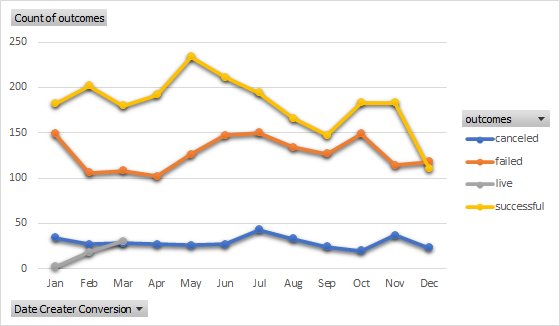 Count of outcomes
250
200
150
100
50
0
Jan Feb Mar Apr May Jun Jul Aug Sep Oct Nov Dec
outcomes
canceled
failed
live
successful
Date Creater Conversion